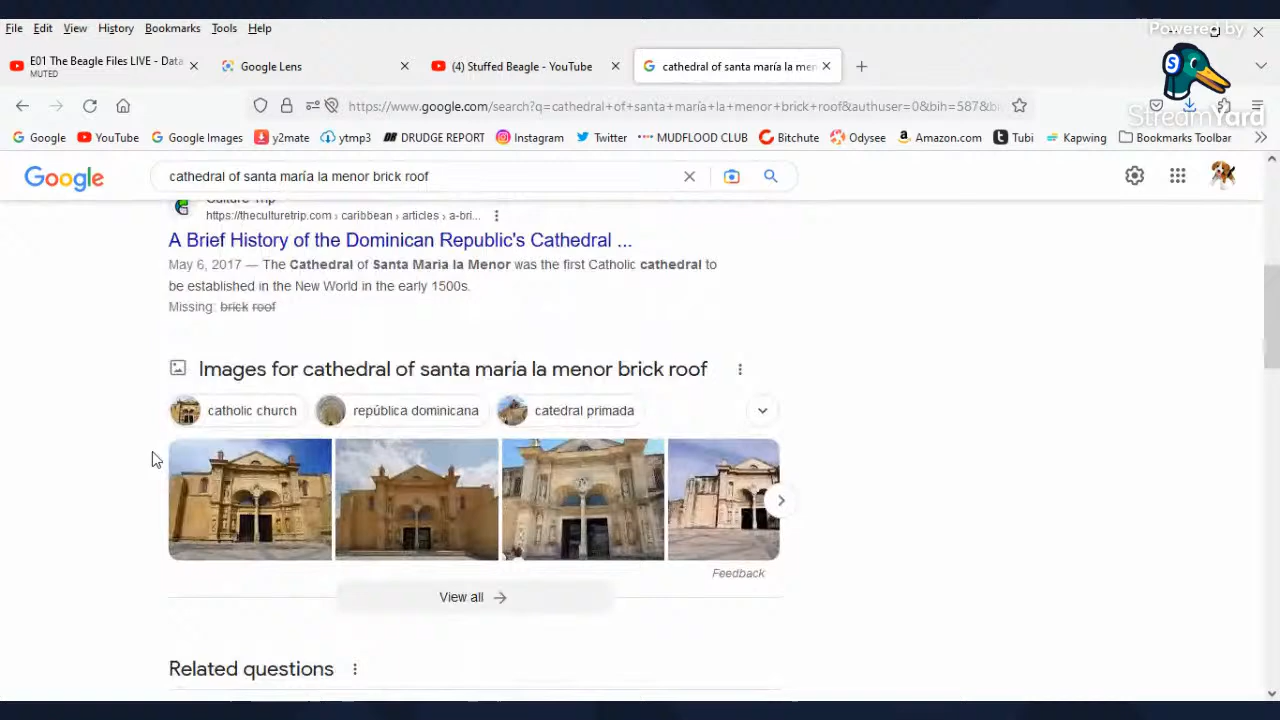 Powered by
StreamYard
File Edit View History Bookmarks Tools Help
E01 The Beagle Files LIVE - Data
MUTED
Google Lens
(4) Stuffed Beagle - YouTube
cathedral of santa maría la men
https://www.google.com/search?q=cathedral+of+santa+maría+la+menor+brick+roof&authuser=0&bih=587&bi
Google YouTube Google Images y2mate ytmp3 DRUDGE REPORT Instagram Twitter MUDFLOOD CLUB Bitchute Odysee Amazon.com Tubi Kapwing Bookmarks Toolbar
Google
cathedral of santa maría la menor brick roof
Culture Trip
https://theculturetrip.com › caribbean › articles › a-bri...
A Brief History of the Dominican Republic's Cathedral ...
May 6, 2017 — The Cathedral of Santa Maria la Menor was the first Catholic cathedral to
be established in the New World in the early 1500s.
Missing: brick roof
Images for cathedral of santa maría la menor brick roof
catholic church
república dominicana
catedral primada
Feedback
View all
Related questions